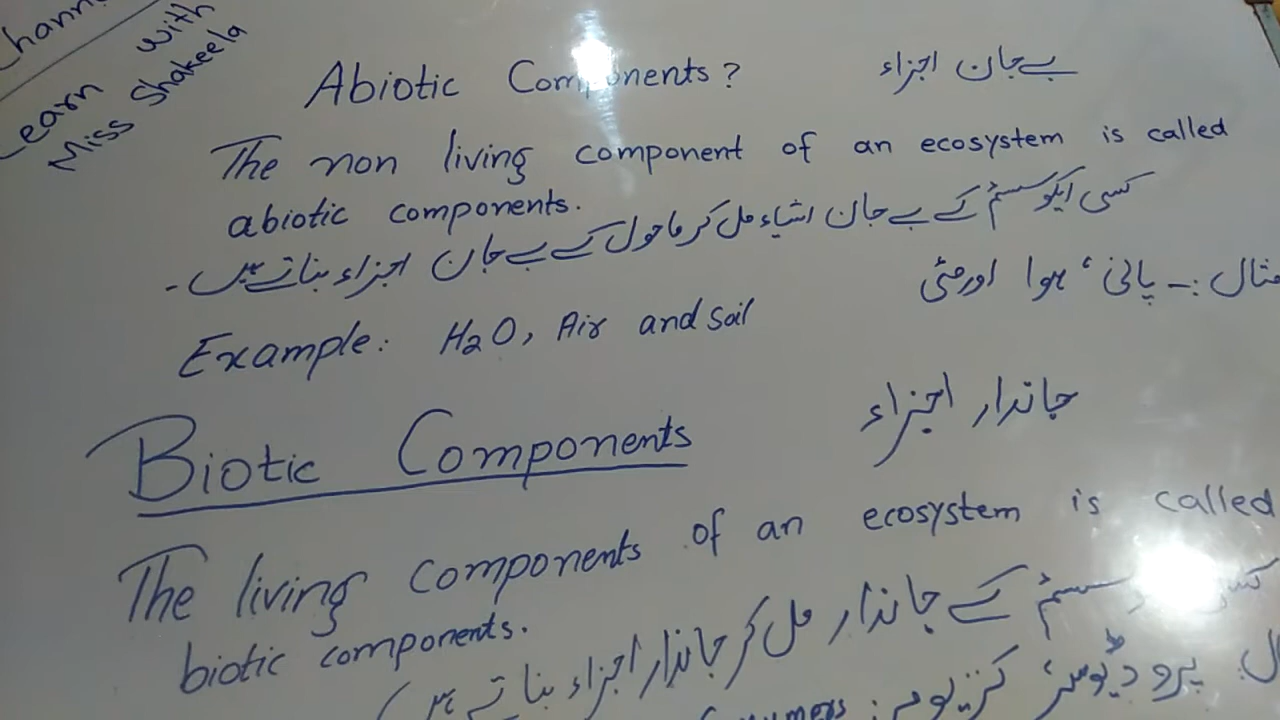 Learn with
Miss Shakeela
Abiotic Components? بے جان اجزاء
The non living component of an ecosystem is called
abiotic components.
کسی ایکوسسٹم کے بے جان اشیاء مل کر ماحول کے بے جان اجزاء بناتے ہیں۔
مثال :- پانی ، ہوا اور مٹی
Example: H2O, Air and Soil
Biotic Components جاندار اجزاء
The living components of an ecosystem is called
biotic components.
کے جاندار مل کر جاندار اجزاء بناتے ہیں
پروڈیوسر، کنزیومر